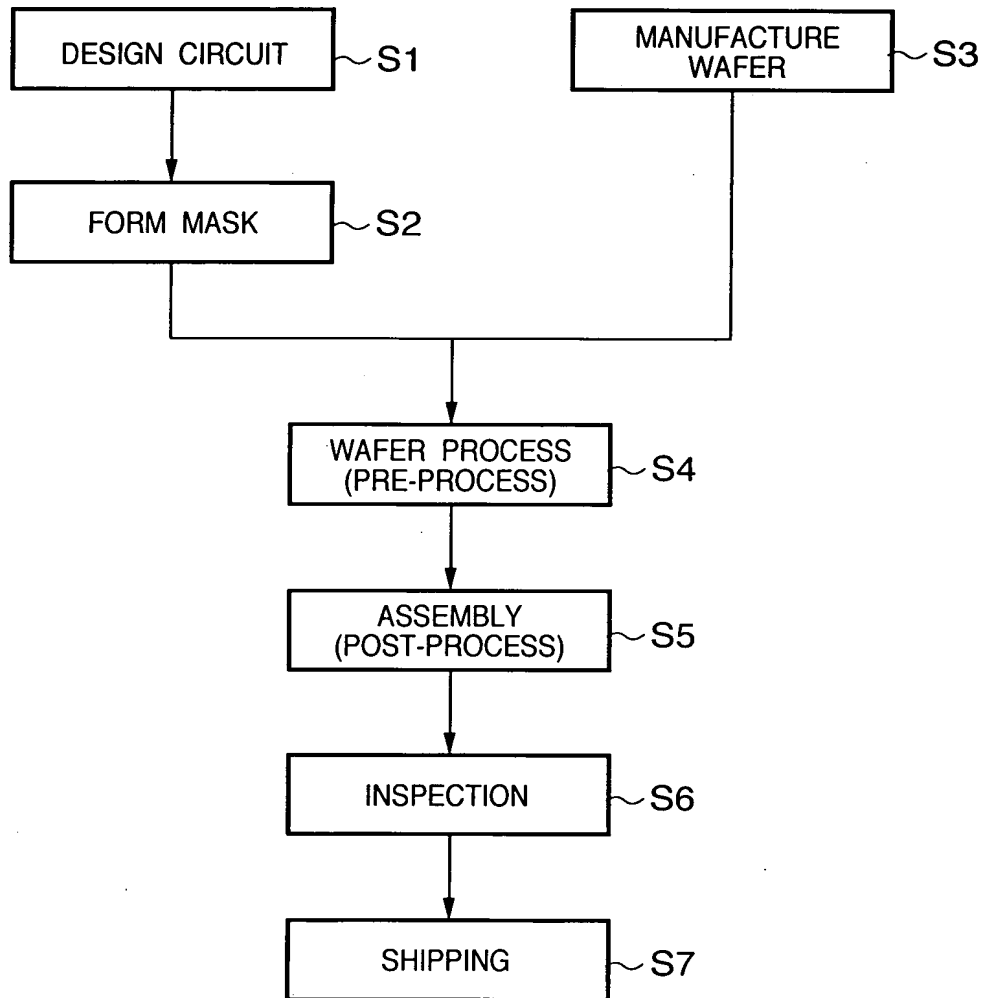 DESIGN CIRCUIT
S1
MANUFACTURE
WAFER
S3
FORM MASK
S2
WAFER PROCESS
(PRE-PROCESS)
S4
ASSEMBLY
(POST-PROCESS)
S5
INSPECTION
S6
SHIPPING
S7